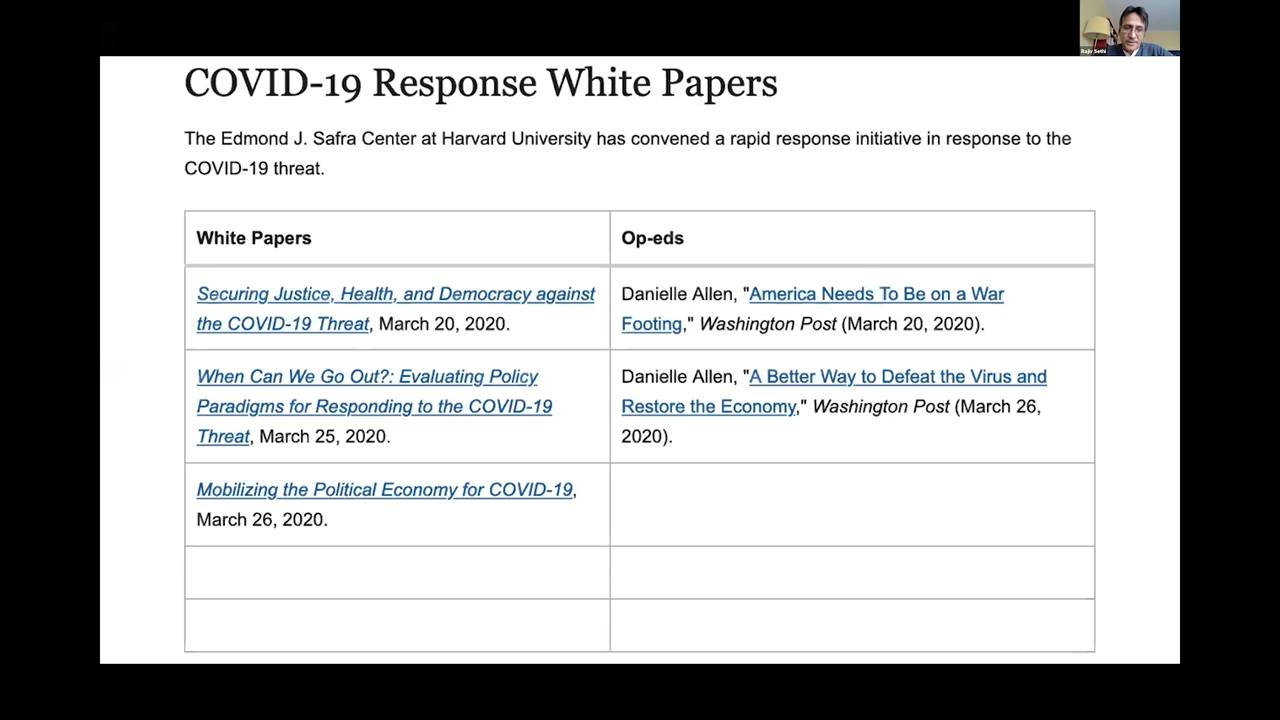 Rajiv Sethi
COVID-19 Response White Papers
The Edmond J. Safra Center at Harvard University has convened a rapid response initiative in response to the
COVID-19 threat.
White Papers
Op-eds
Securing Justice, Health, and Democracy against
the COVID-19 Threat, March 20, 2020.
Danielle Allen, "America Needs To Be on a War
Footing," Washington Post (March 20, 2020).
When Can We Go Out?: Evaluating Policy
Paradigms for Responding to the COVID-19
Threat, March 25, 2020.
Danielle Allen, "A Better Way to Defeat the Virus and
Restore the Economy," Washington Post (March 26,
2020).
Mobilizing the Political Economy for COVID-19,
March 26, 2020.